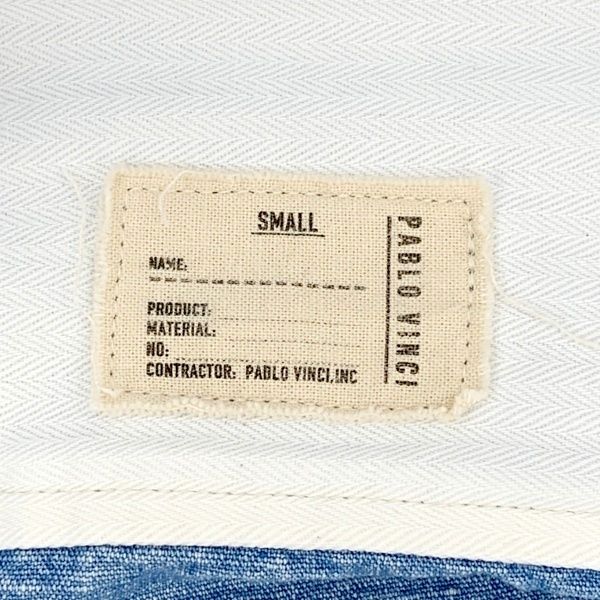 SMALL
NAME:
PRODUCT:
MATERIAL:
NO:
CONTRACTOR: PABLO VINCI,INC
PABLO VINCI